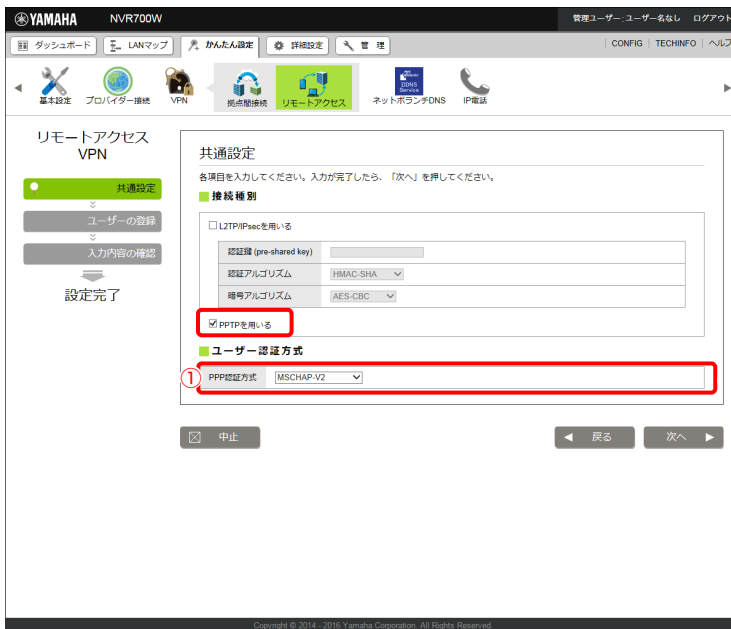 YAMAHA NVR700W 管理ユーザー:ユーザー名なし ログアウト
ダッシュボード LANマップ かんたん設定 詳細設定 管 理 CONFIG TECHINFO ヘルプ
基本設定 プロバイダー接続 VPN 拠点間接続 リモートアクセス Service ネットボランチDNS IP電話
リモートアクセス
VPN
共通設定
ユーザーの登録
入力内容の確認
設定完了
共通設定
各項目を入力してください。入力が完了したら、「次へ」を押してください。
接続種別
L2TP/IPsecを用いる
認証鍵 (pre-shared key)
認証アルゴリズム HMAC-SHA
暗号アルゴリズム AES-CBC
PPTPを用いる
ユーザー認証方式
① PPP認証方式 MSCHAP-V2
中止 戻る 次へ
Copyright © 2014 - 2016 Yamaha Corporation. All Rights Reserved.